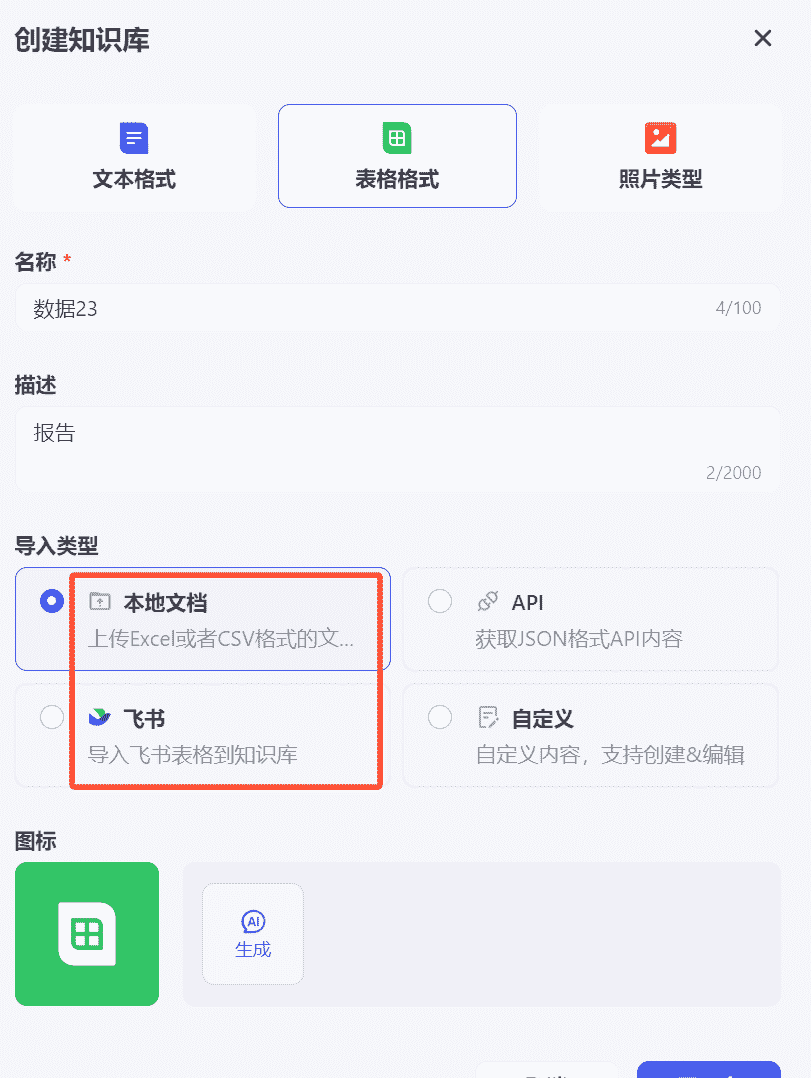 创建知识库
文本格式
表格格式
照片类型
名称 *
数据23
4/100
描述
报告
2/2000
导入类型
本地文档
上传Excel或者CSV格式的文...
API
获取JSON格式API内容
飞书
导入飞书表格到知识库
自定义
自定义内容，支持创建&编辑
图标
AI
生成